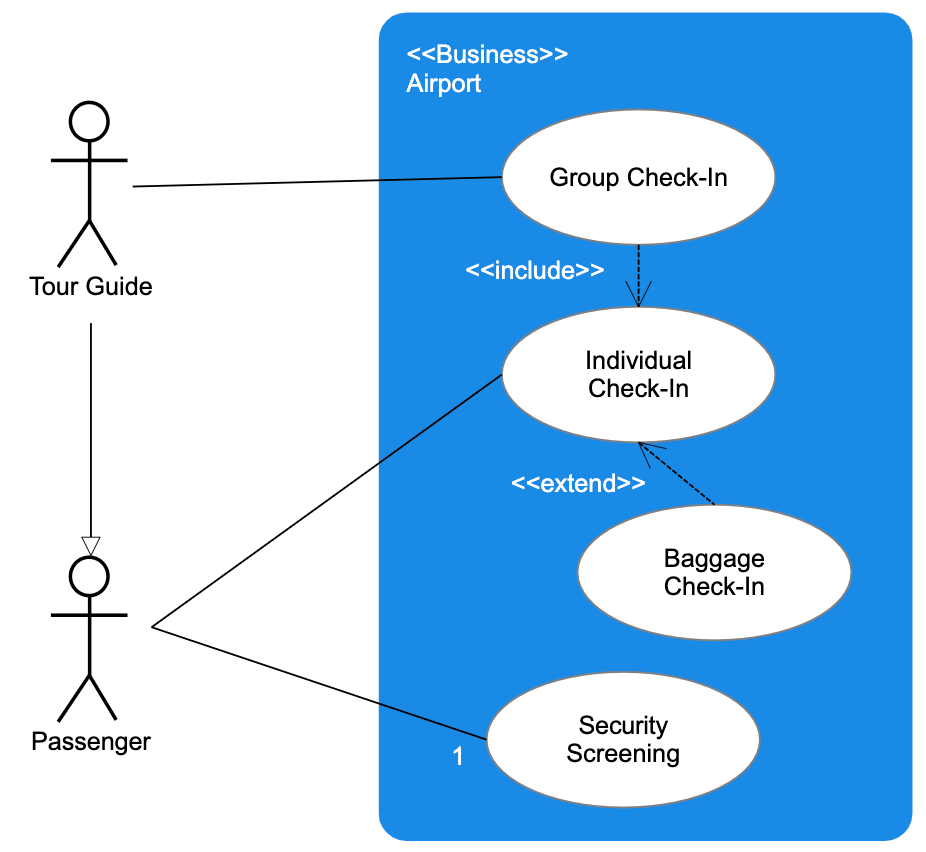 <<Business>>
Airport
Group Check-In
<<include>>
Tour Guide
Individual
Check-In
<<extend>>
Baggage
Check-In
Security
Screening
1
Passenger